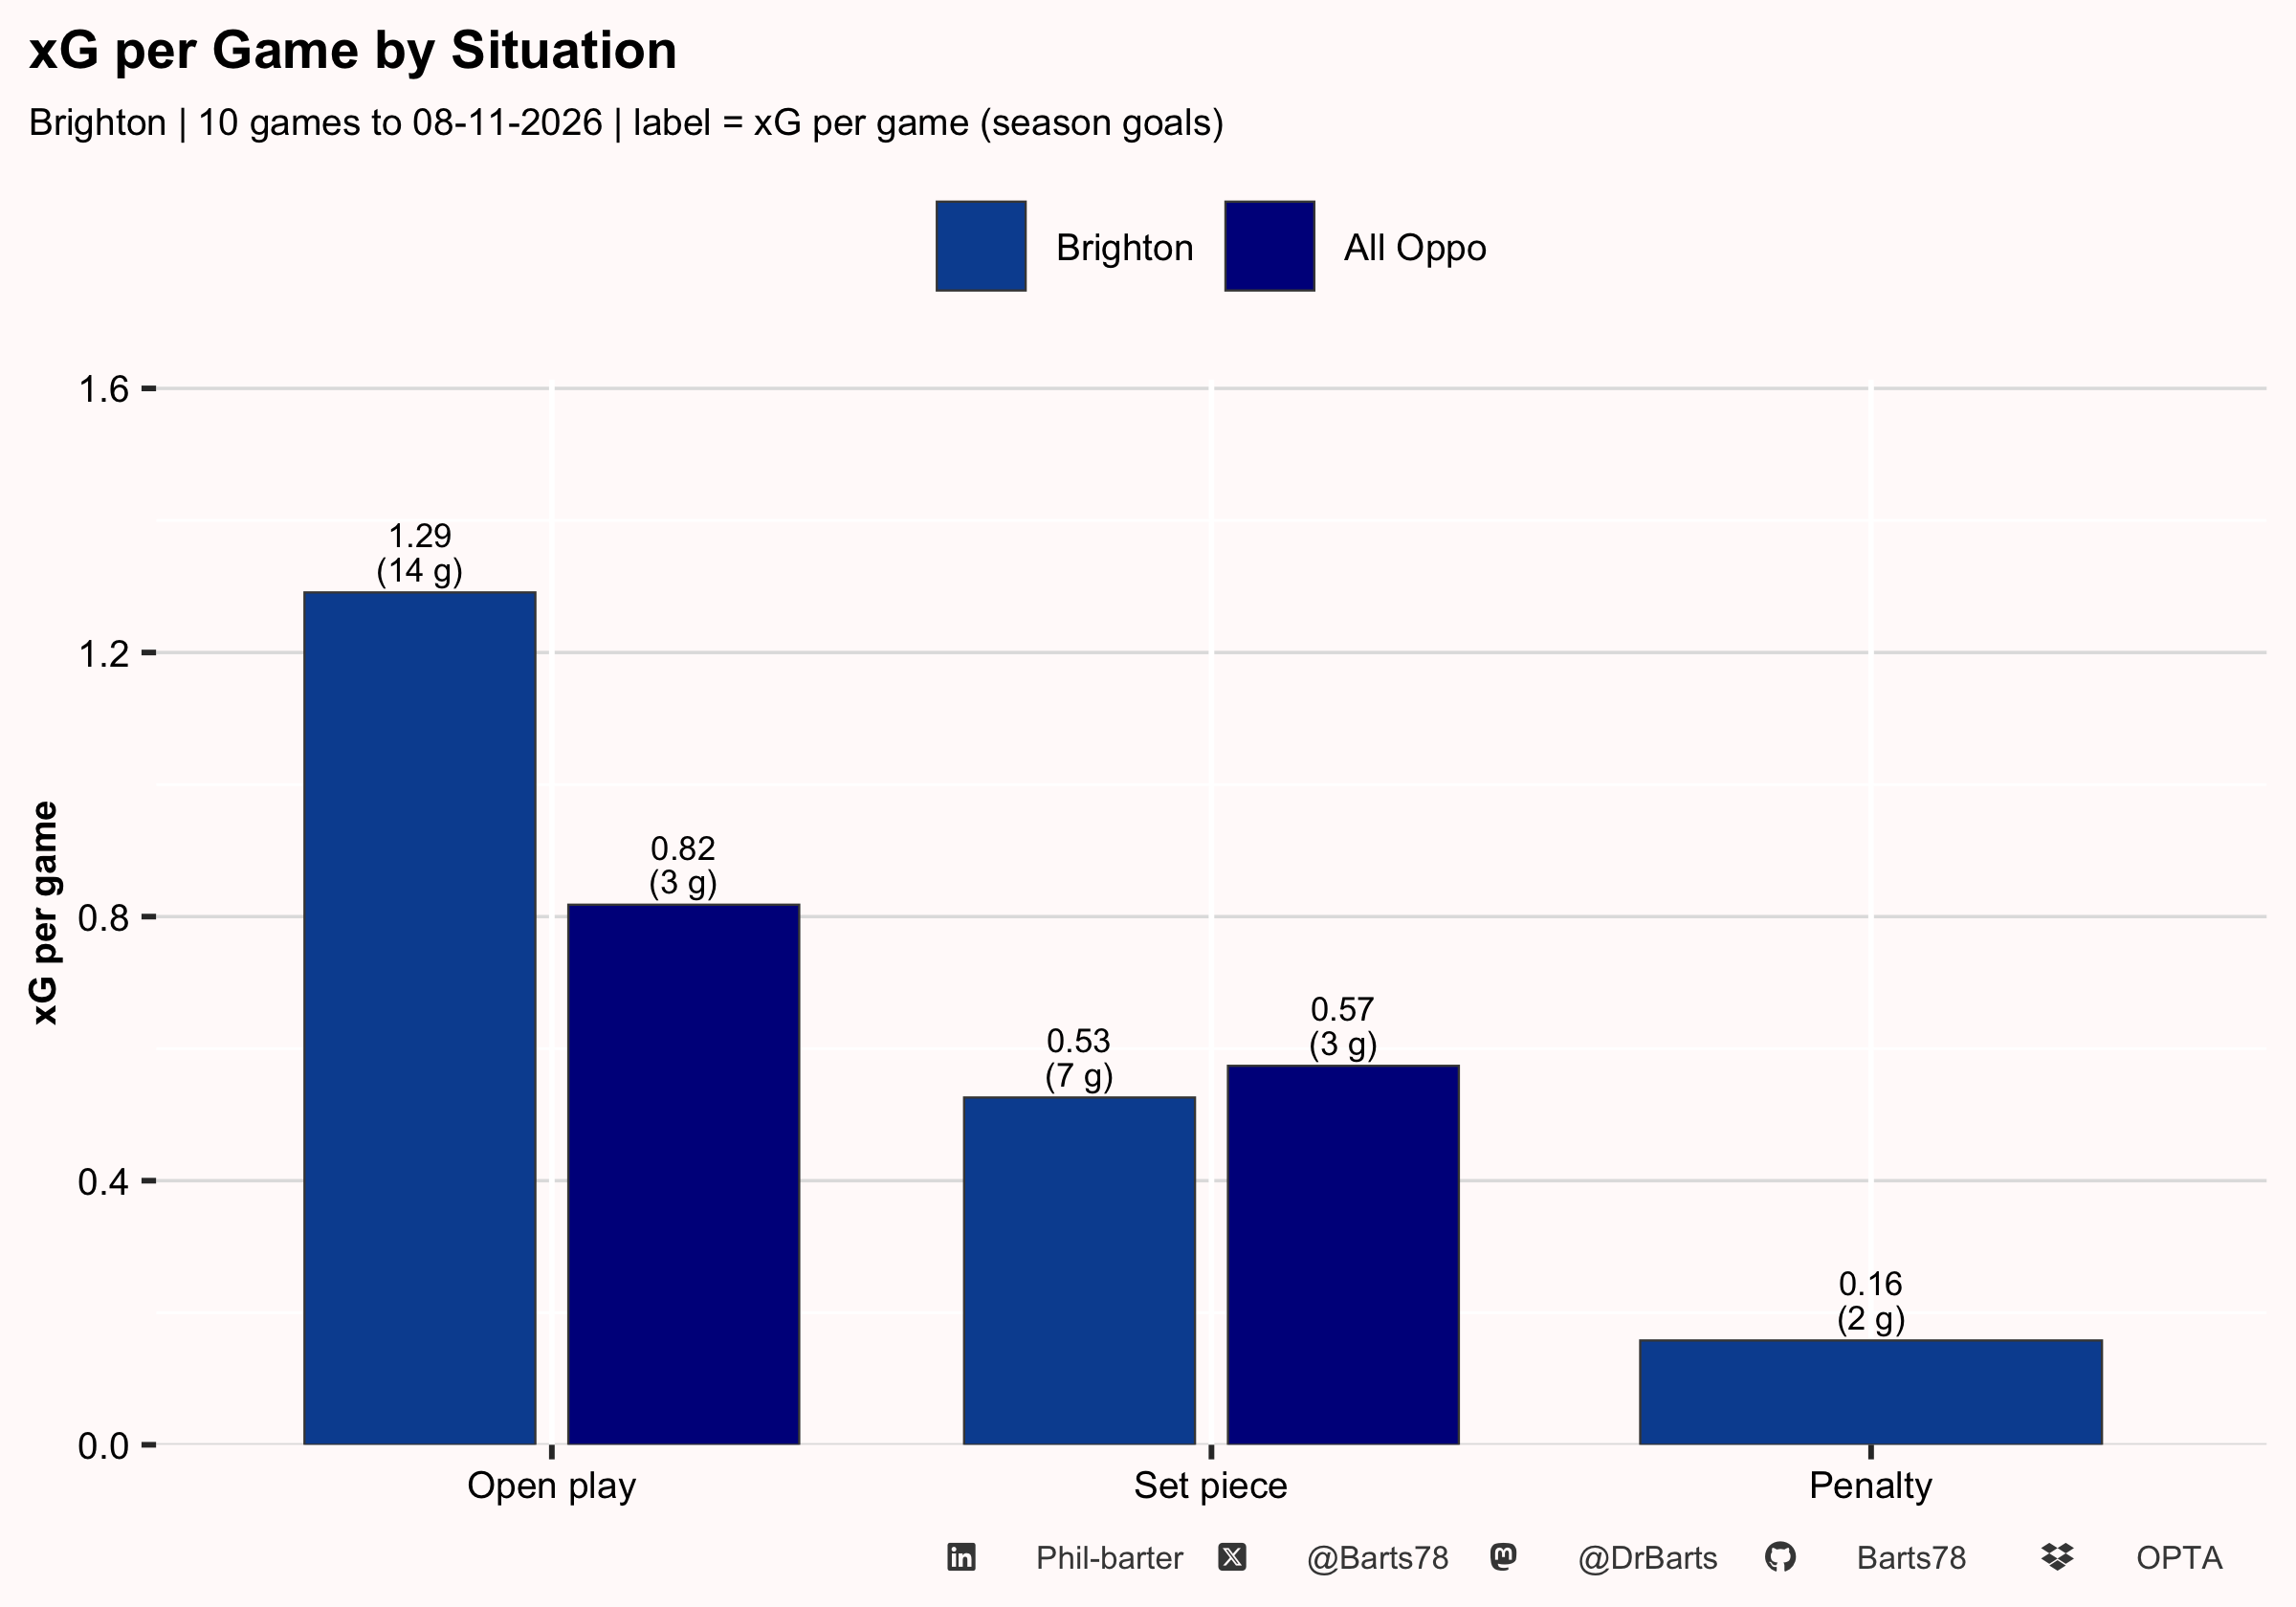 xG per Game by Situation
Brighton | 10 games to 08-11-2026 | label = xG per game (season goals)
Brighton
All Oppo
xG per game
1.6
1.2
0.8
0.4
0.0
1.29
(14 g)
0.82
(3 g)
0.53
(7 g)
0.57
(3 g)
0.16
(2 g)
Open play
Set piece
Penalty
Phil-barter @Barts78 @DrBarts Barts78 OPTA